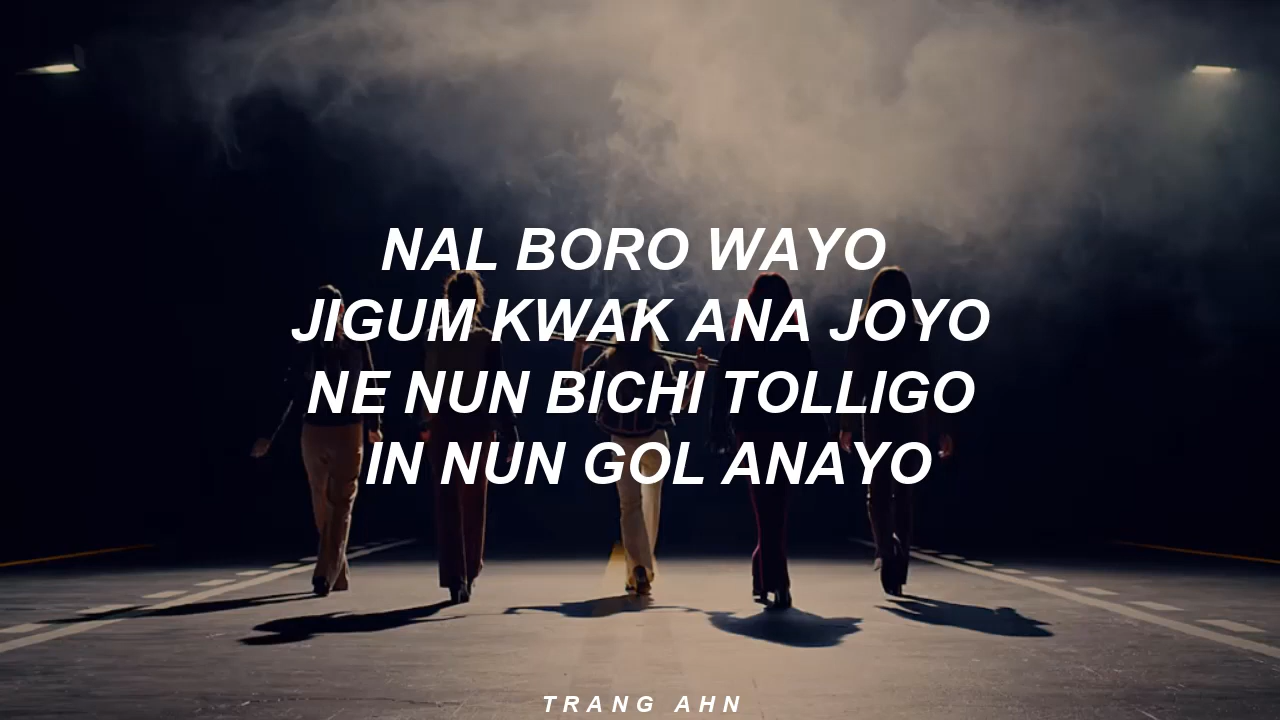 NAL BORO WAYO
JIGUM KWAK ANA JOYO
NE NUN BICHI TOLLIGO
IN NUN GOL ANAYO
TRANG AHN